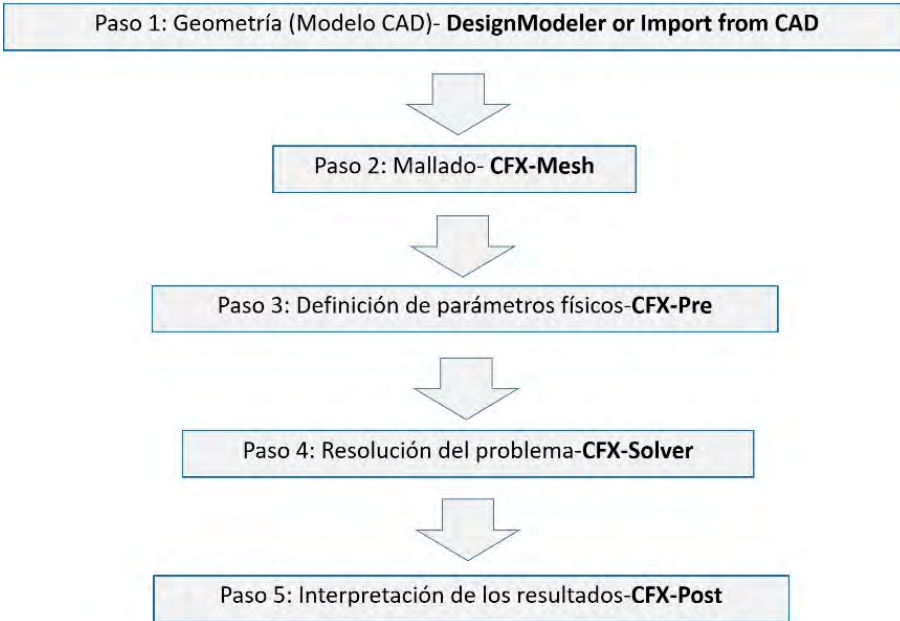 Paso 1: Geometría (Modelo CAD)- DesignModeler or Import from CAD
Paso 2: Mallado- CFX-Mesh
Paso 3: Definición de parámetros físicos-CFX-Pre
Paso 4: Resolución del problema-CFX-Solver
Paso 5: Interpretación de los resultados-CFX-Post